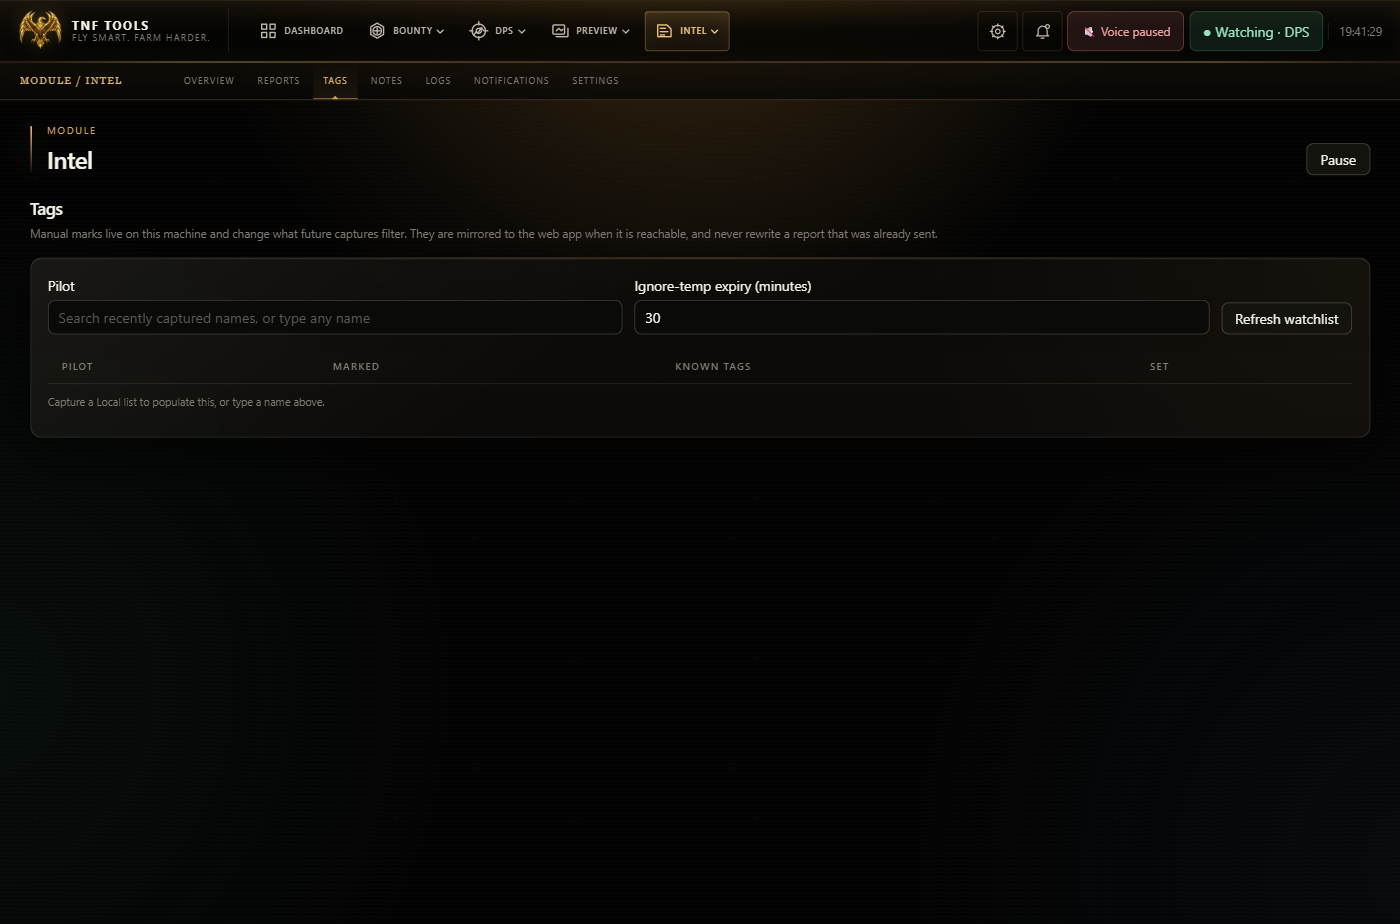 TNF TOOLS
FLY SMART. FARM HARDER.
DASHBOARD
BOUNTY
DPS
PREVIEW
INTEL
Voice paused
Watching · DPS
19:41:29
MODULE / INTEL
OVERVIEW
REPORTS
TAGS
NOTES
LOGS
NOTIFICATIONS
SETTINGS
MODULE
Intel
Pause
Tags
Manual marks live on this machine and change what future captures filter. They are mirrored to the web app when it is reachable, and never rewrite a report that was already sent.
Pilot
Ignore-temp expiry (minutes)
Search recently captured names, or type any name
30
Refresh watchlist
PILOT
MARKED
KNOWN TAGS
SET
Capture a Local list to populate this, or type a name above.